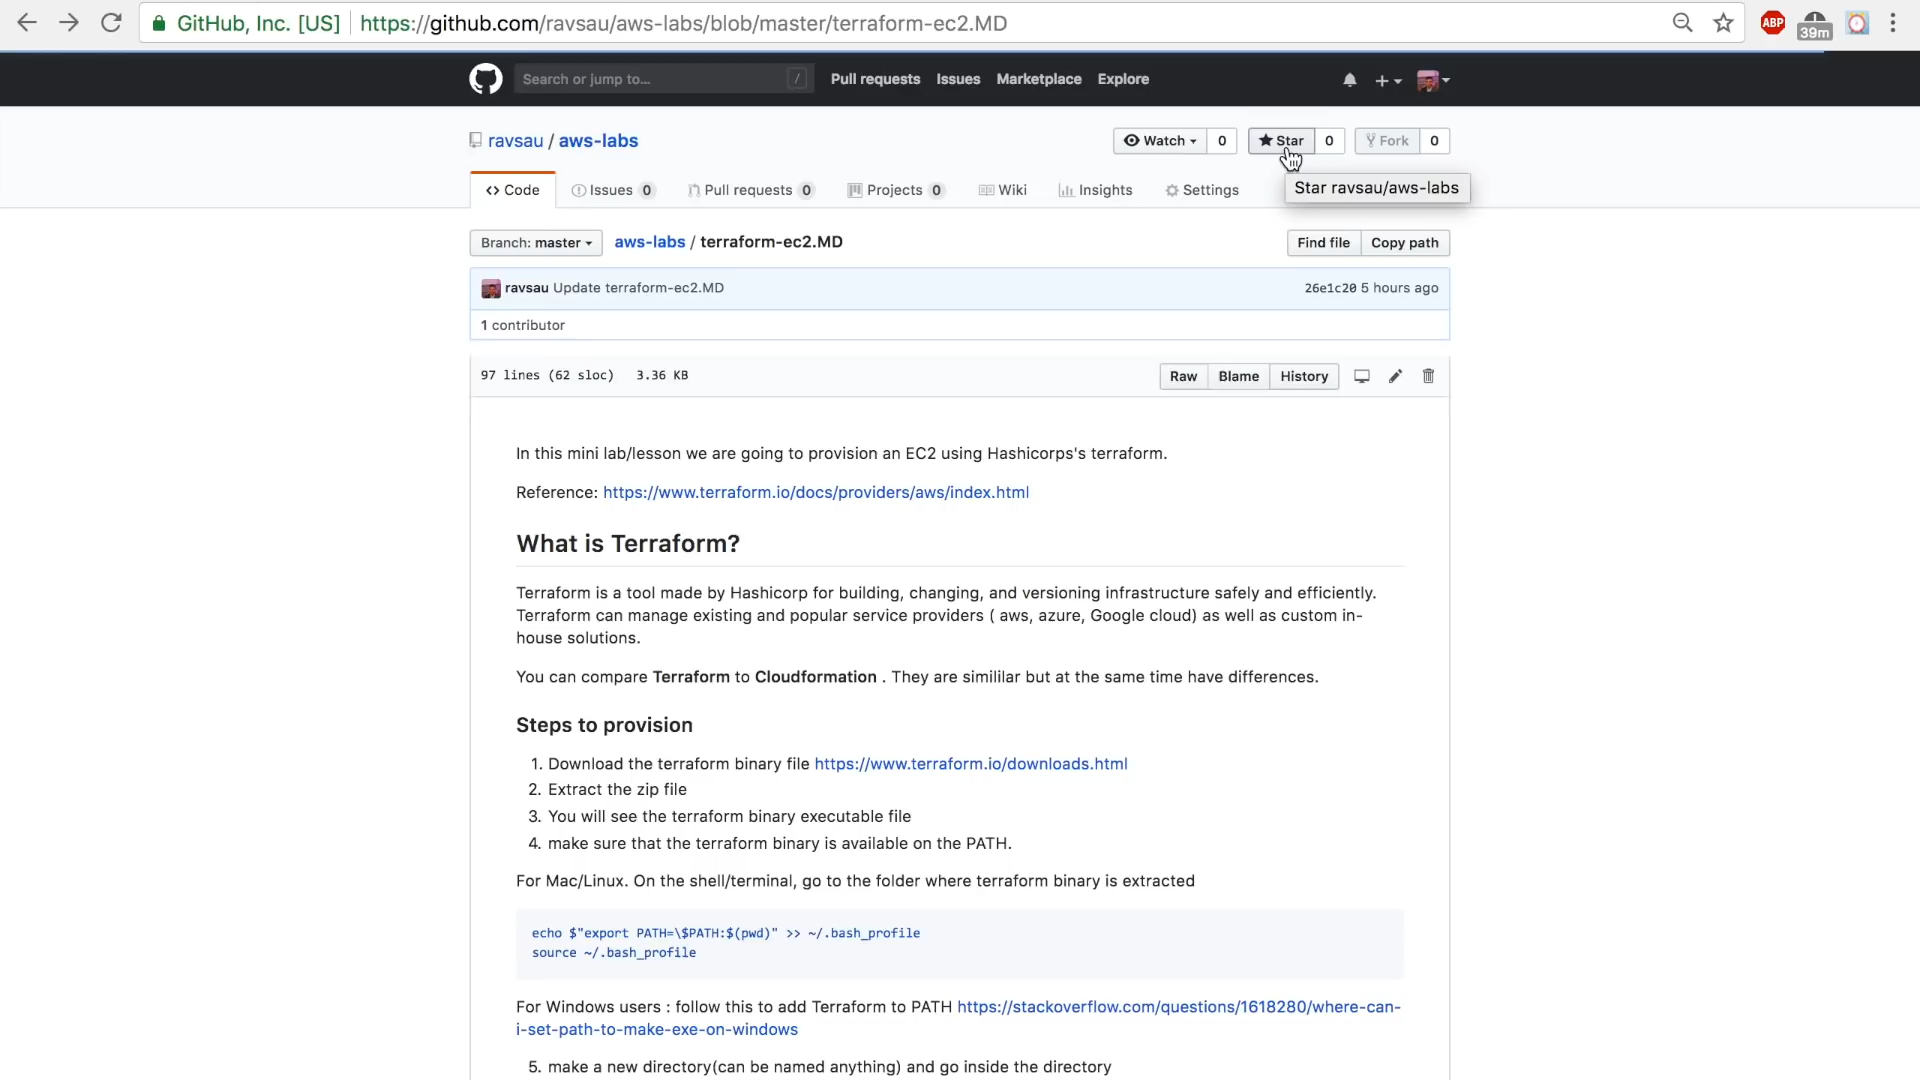 GitHub, Inc. [US] | https://github.com/ravsau/aws-labs/blob/master/terraform-ec2.MD
ABP
39m
Search or jump to...
/
Pull requests Issues Marketplace Explore
ravsau / aws-labs
Watch 0
Star 0
Fork 0
Code
Issues 0
Pull requests 0
Projects 0
Wiki
Insights
Settings
Star ravsau/aws-labs
Branch: master
aws-labs / terraform-ec2.MD
Find file Copy path
ravsau Update terraform-ec2.MD
26e1c20 5 hours ago
1 contributor
97 lines (62 sloc) 3.36 KB
Raw Blame History
In this mini lab/lesson we are going to provision an EC2 using Hashicorps's terraform.
Reference: https://www.terraform.io/docs/providers/aws/index.html
What is Terraform?
Terraform is a tool made by Hashicorp for building, changing, and versioning infrastructure safely and efficiently.
Terraform can manage existing and popular service providers ( aws, azure, Google cloud) as well as custom in-
house solutions.
You can compare Terraform to Cloudformation . They are simililar but at the same time have differences.
Steps to provision
1. Download the terraform binary file https://www.terraform.io/downloads.html
2. Extract the zip file
3. You will see the terraform binary executable file
4. make sure that the terraform binary is available on the PATH.
For Mac/Linux. On the shell/terminal, go to the folder where terraform binary is extracted
echo $"export PATH=\$PATH:$(pwd)" >> ~/.bash_profile
source ~/.bash_profile
For Windows users : follow this to add Terraform to PATH https://stackoverflow.com/questions/1618280/where-can-
i-set-path-to-make-exe-on-windows
5. make a new directory(can be named anything) and go inside the directory